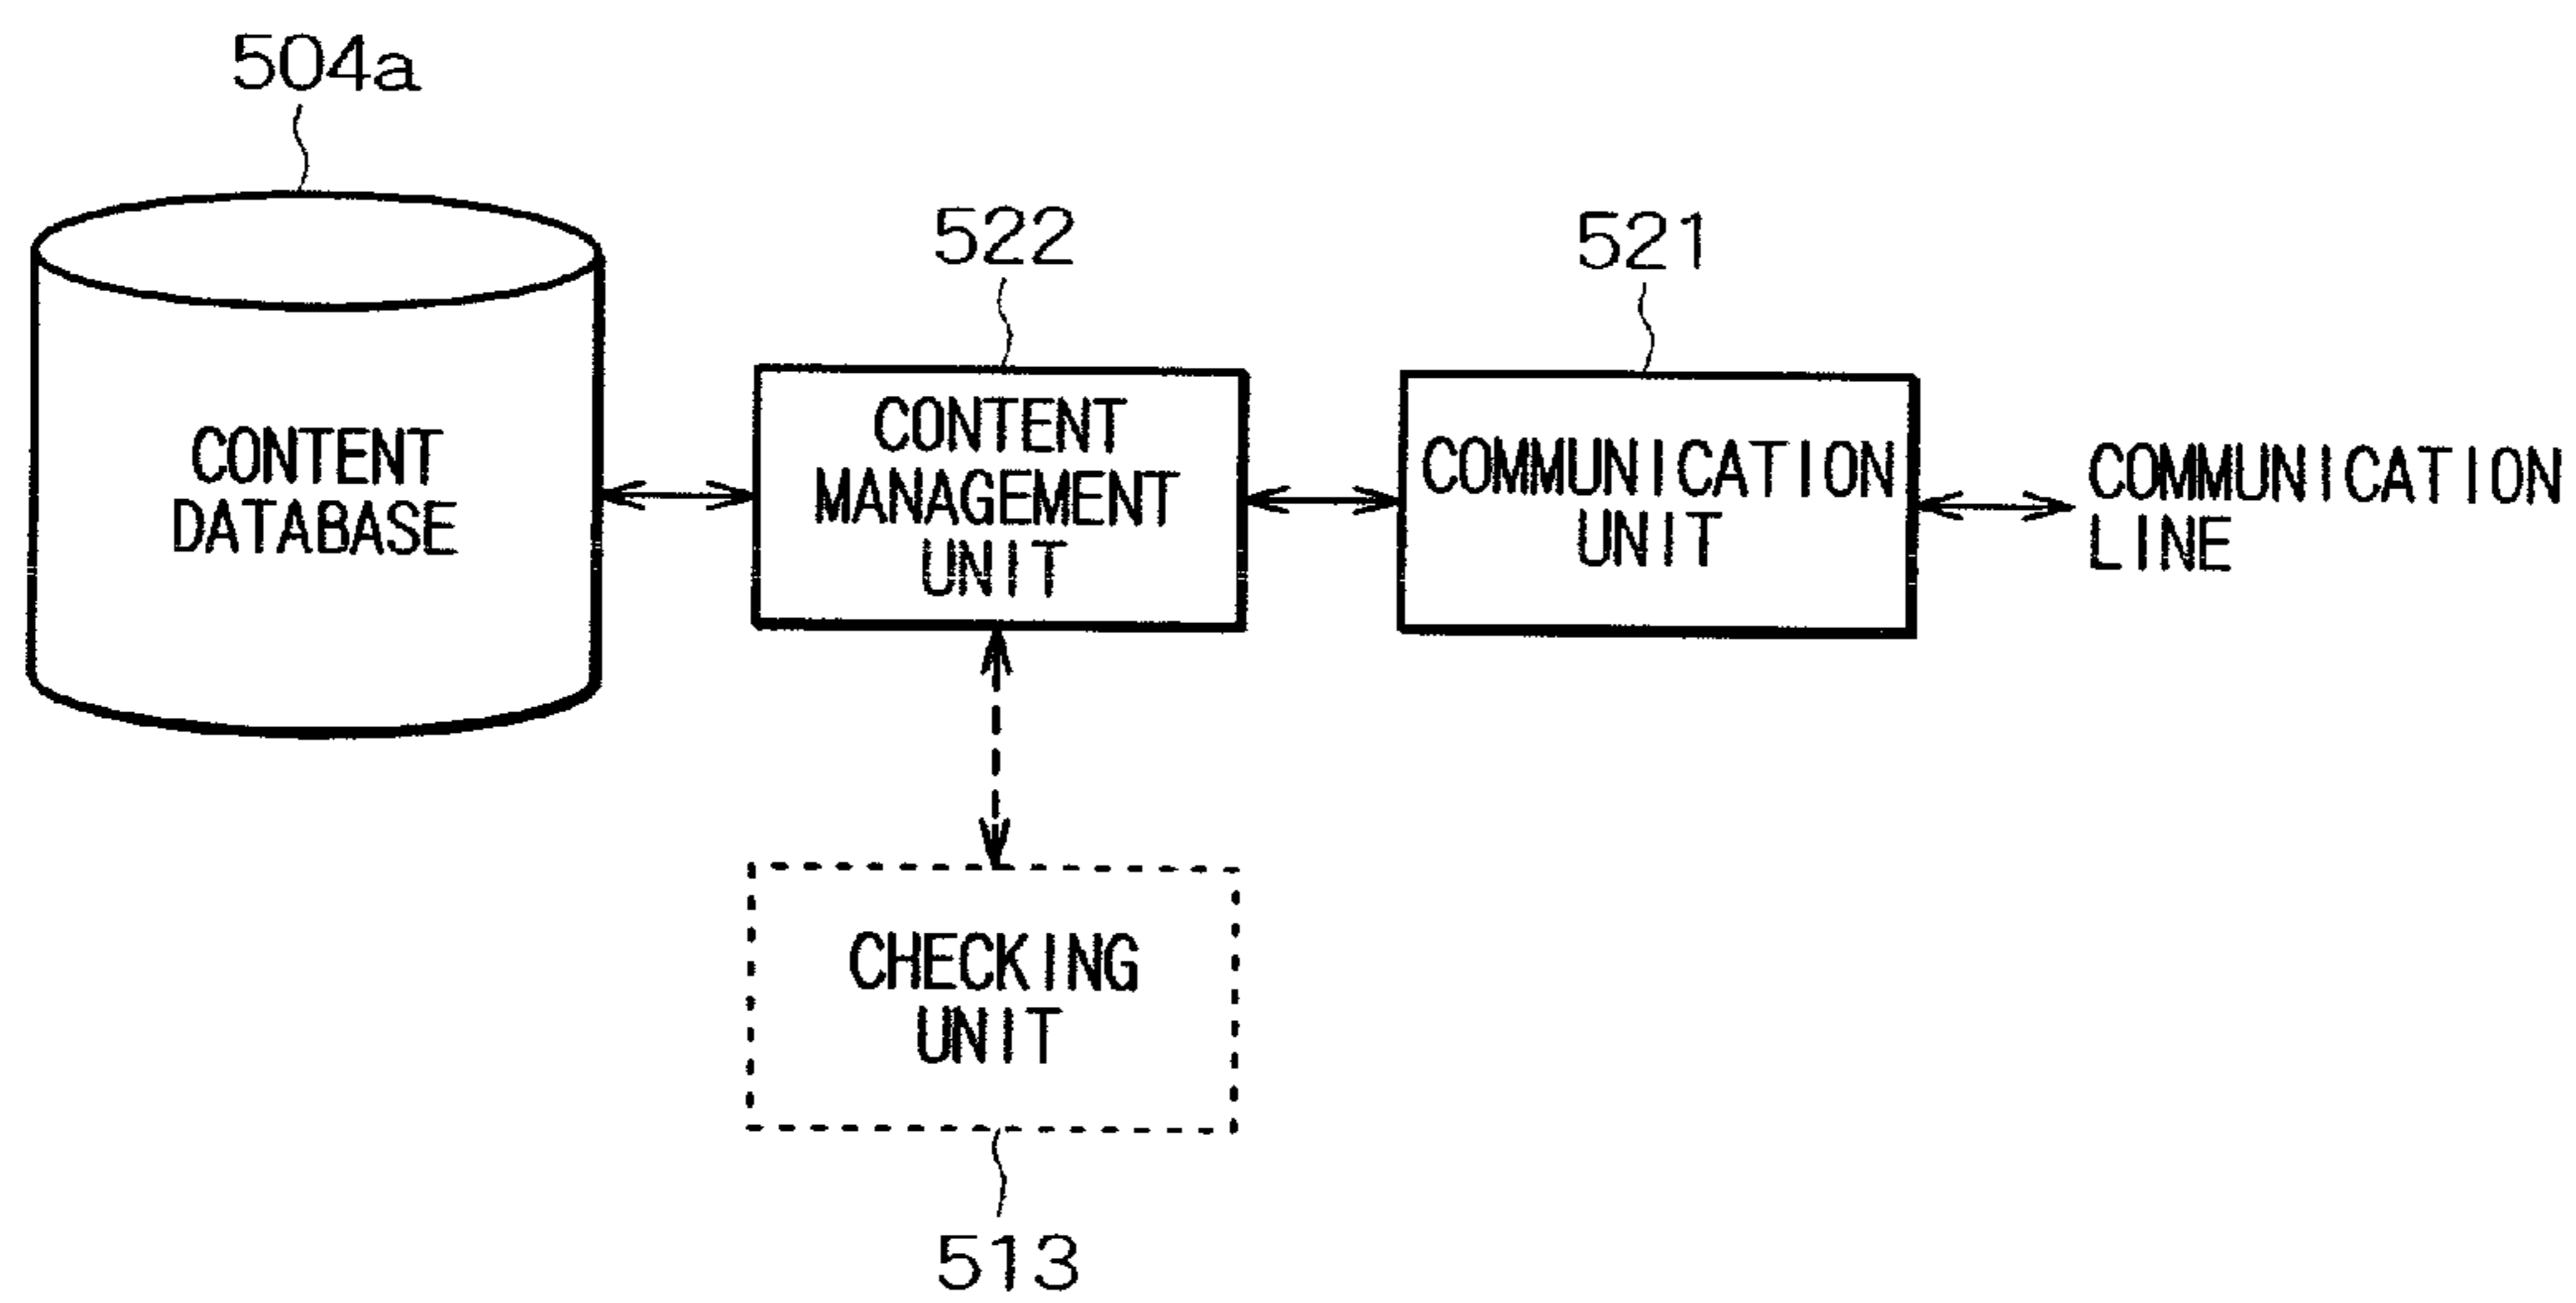 504a
522
521
CONTENT
DATABASE
CONTENT
MANAGEMENT
UNIT
COMMUNICATION
UNIT
COMMUNICATION
LINE
CHECKING
UNIT
513